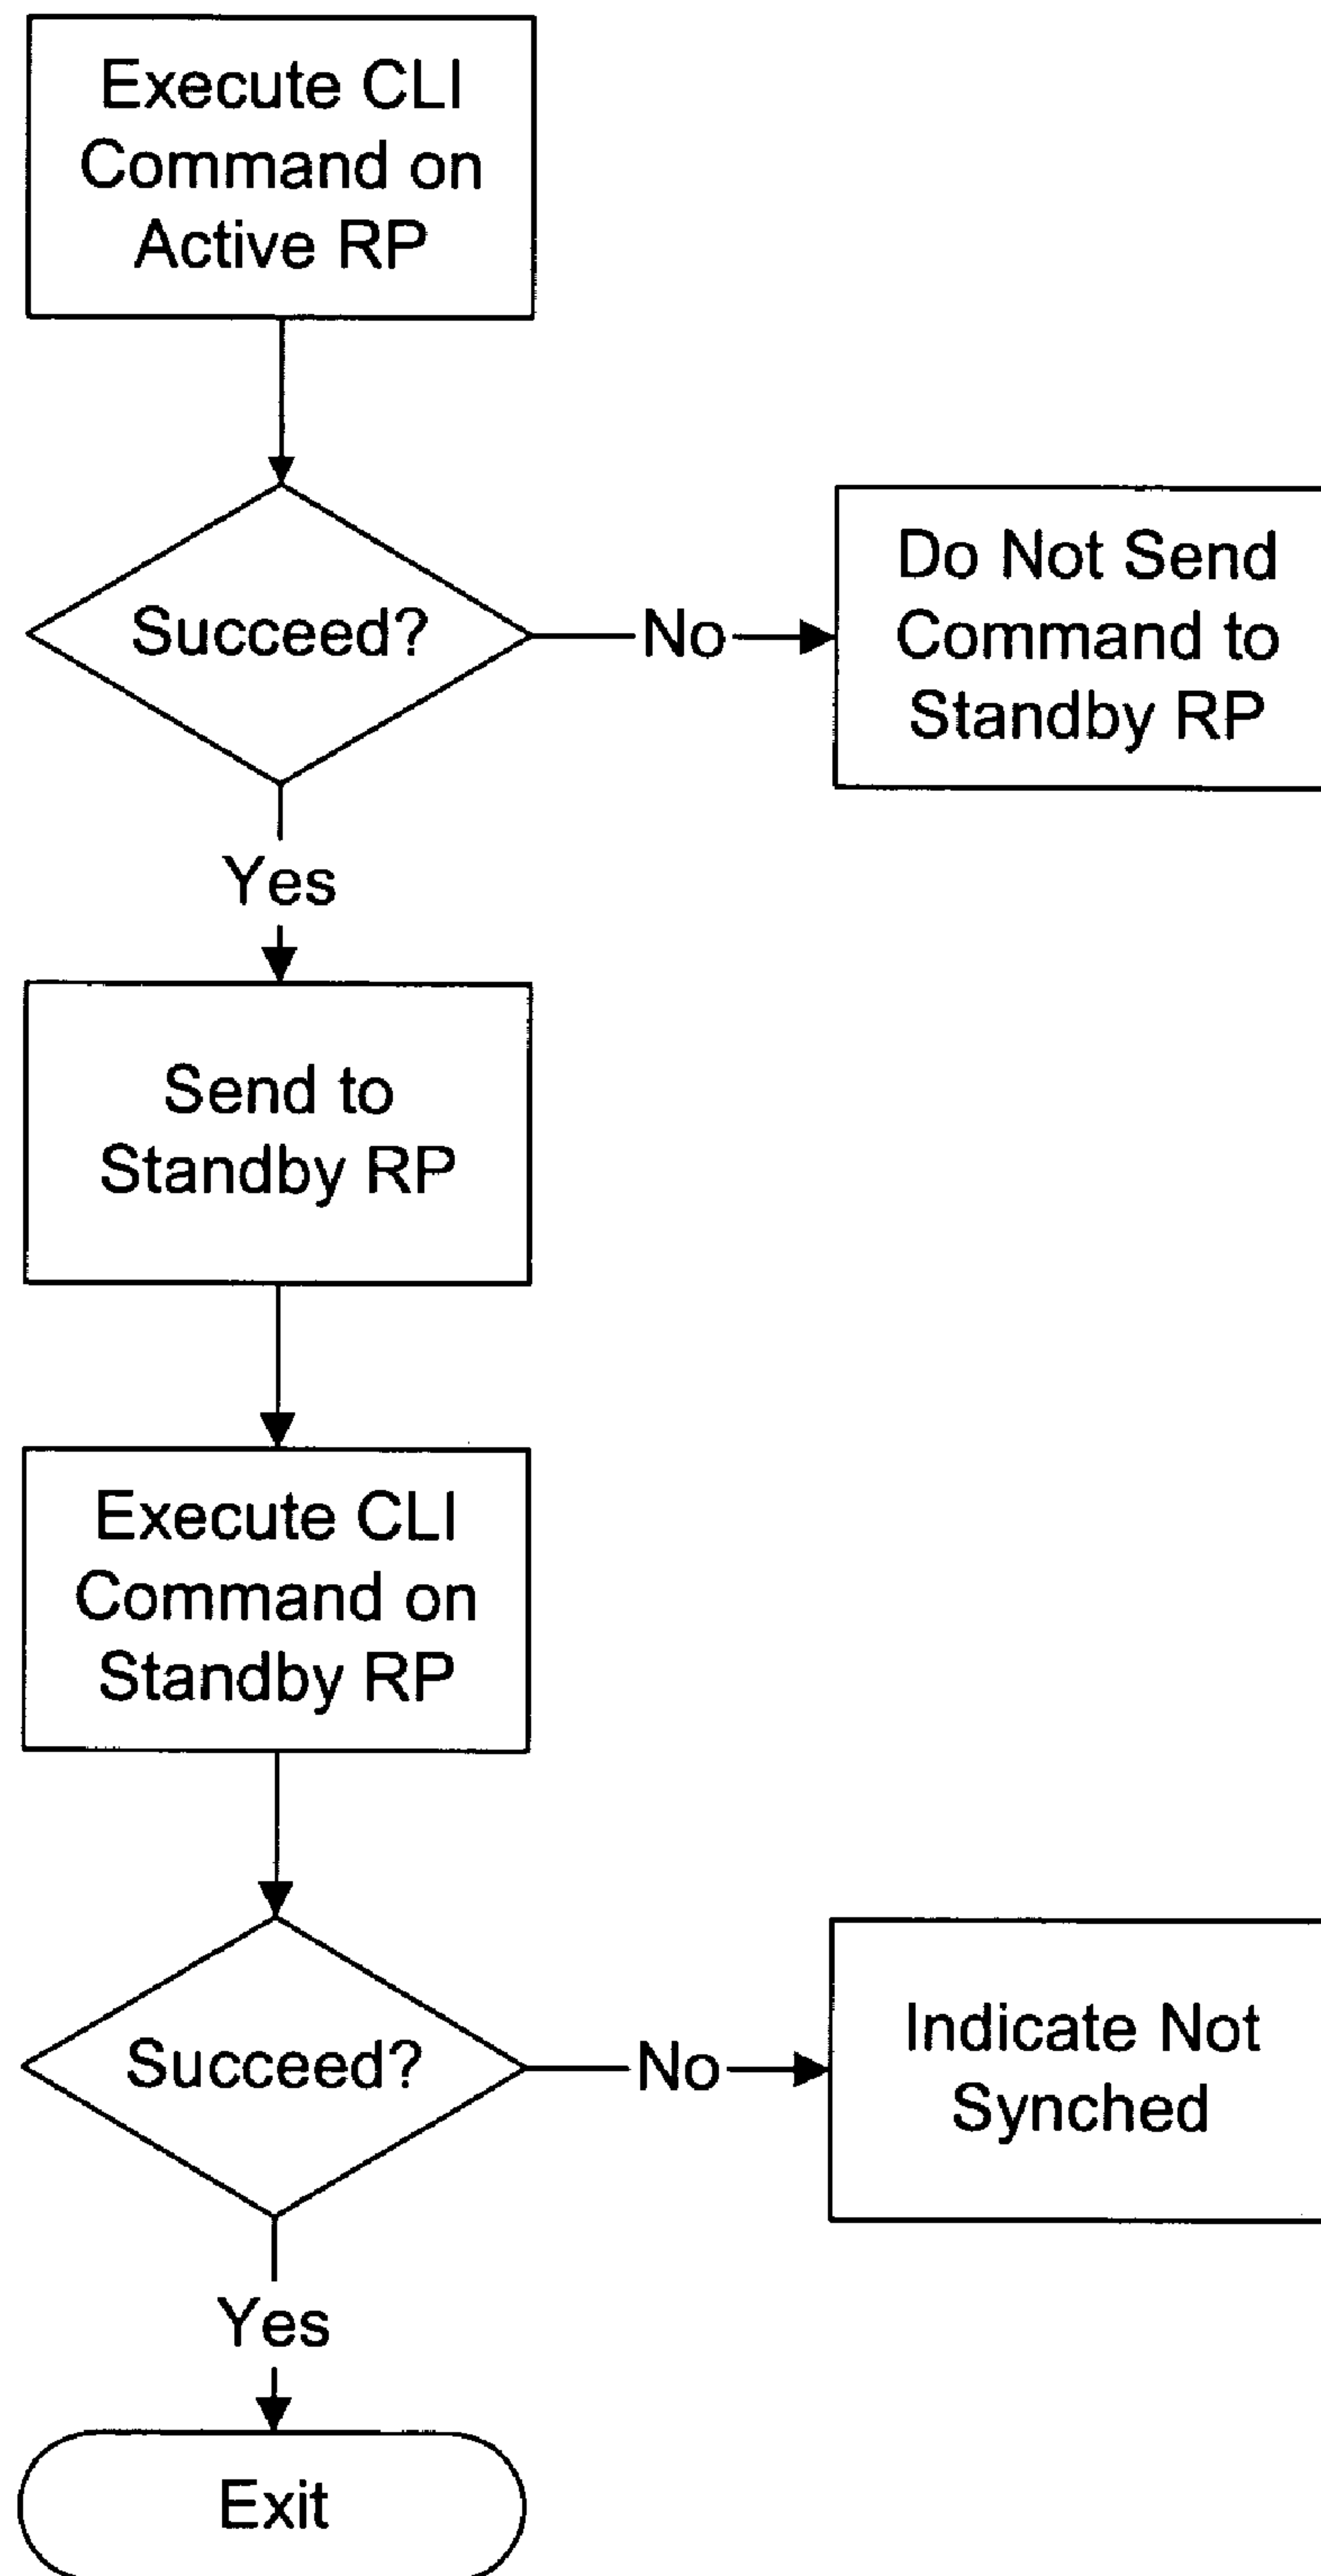 Execute CLI
Command on
Active RP
Succeed?
No
Do Not Send
Command to
Standby RP
Yes
Send to
Standby RP
Execute CLI
Command on
Standby RP
Succeed?
No
Indicate Not
Synched
Yes
Exit